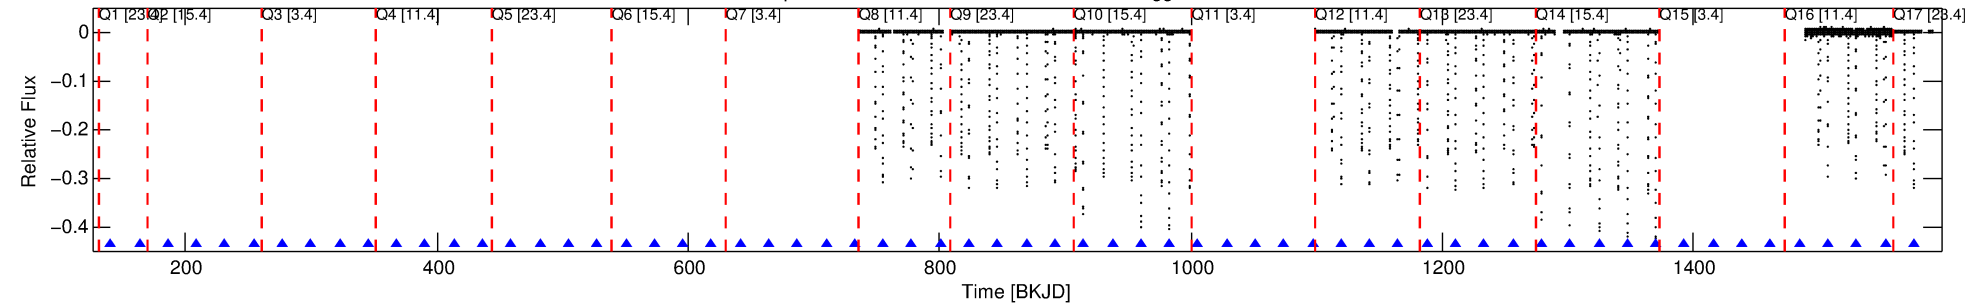 Q1 [23.4] Q2 [15.4] Q3 [3.4] Q4 [11.4] Q5 [23.4] Q6 [15.4] Q7 [3.4] Q8 [11.4] Q9 [23.4] Q10 [15.4] Q11 [3.4] Q12 [11.4] Q13 [23.4] Q14 [15.4] Q15 [3.4] Q16 [11.4] Q17 [23.4]
0
−0.1
−0.2
−0.3
−0.4
Relative Flux
200 400 600 800 1000 1200 1400
Time [BKJD]